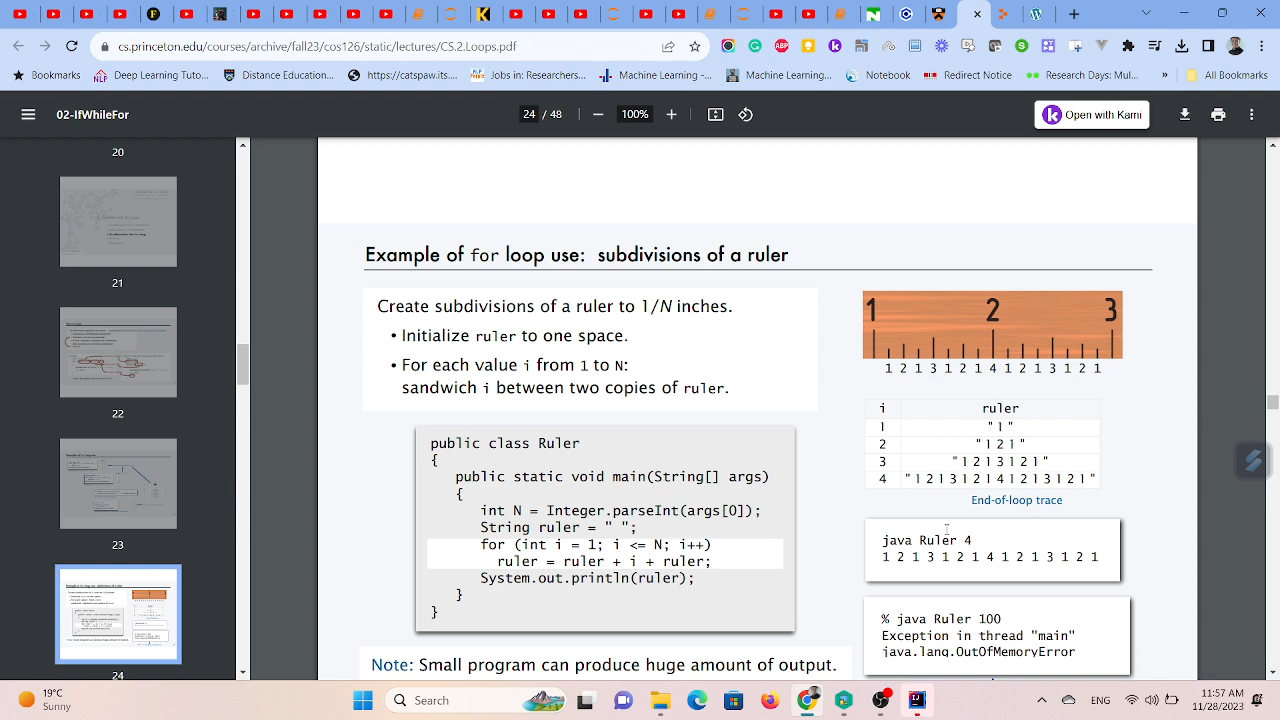 cs.princeton.edu/courses/archive/fall23/cos126/static/lectures/CS.2.Loops.pdf
Bookmarks
Deep Learning Tuto...
Distance Education...
https://catspaw.its....
Jobs in: Researchers...
Machine Learning -...
Machine Learning...
Notebook
Redirect Notice
Research Days: Mul...
»
All Bookmarks
02-IfWhileFor
24 / 48
100%
Open with Kami
20
21
22
23
24
Example of for loop use: subdivisions of a ruler
Create subdivisions of a ruler to 1/N inches.
• Initialize ruler to one space.
• For each value i from 1 to N:
sandwich i between two copies of ruler.
public class Ruler
{
public static void main(String[] args)
{
int N = Integer.parseInt(args[0]);
String ruler = " ";
for (int i = 1; i <= N; i++)
ruler = ruler + i + ruler;
System.out.println(ruler);
}
}
Note: Small program can produce huge amount of output.
1 2 3
1 2 1 3 1 2 1 4 1 2 1 3 1 2 1
i ruler
1 " 1 "
2 " 1 2 1 "
3 " 1 2 1 3 1 2 1 "
4 " 1 2 1 3 1 2 1 4 1 2 1 3 1 2 1 "
End-of-loop trace
java Ruler 4
1 2 1 3 1 2 1 4 1 2 1 3 1 2 1
% java Ruler 100
Exception in thread "main"
java.lang.OutOfMemoryError
19°C
Sunny
Search
ENG
11:57 AM
11/28/2023